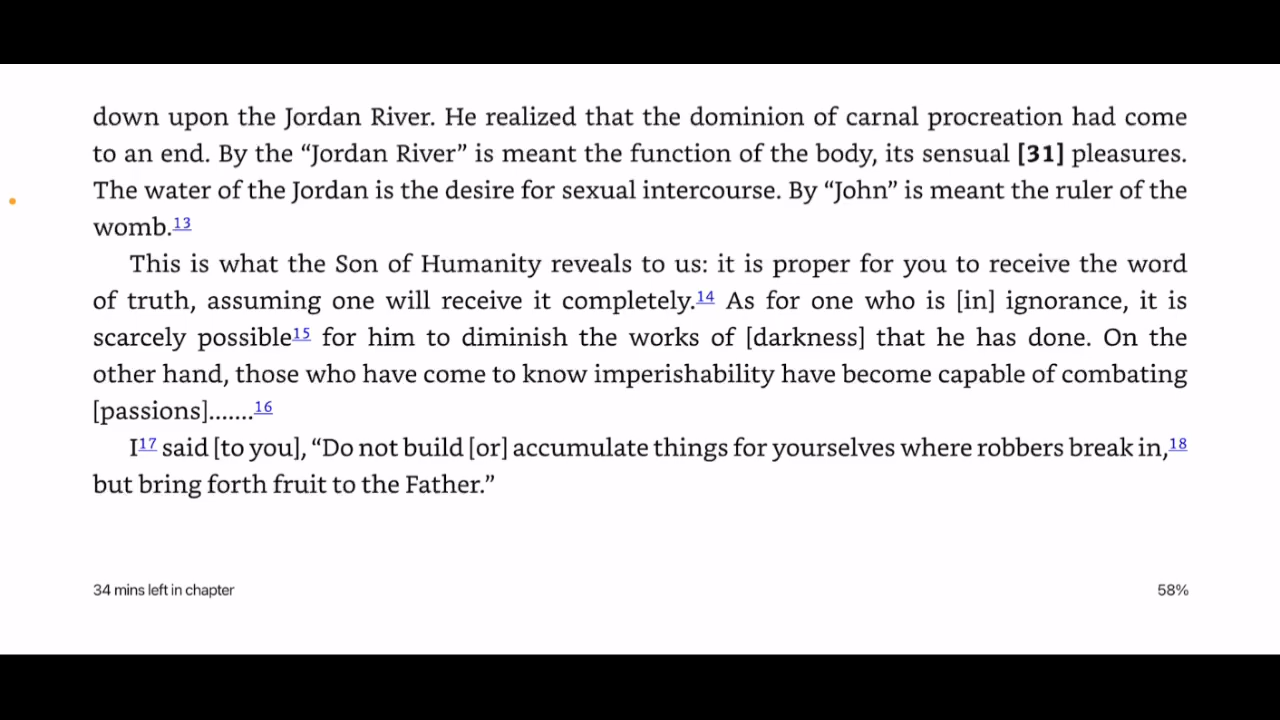 down upon the Jordan River. He realized that the dominion of carnal procreation had come
to an end. By the “Jordan River” is meant the function of the body, its sensual [31] pleasures.
The water of the Jordan is the desire for sexual intercourse. By “John” is meant the ruler of the
womb.13
This is what the Son of Humanity reveals to us: it is proper for you to receive the word
of truth, assuming one will receive it completely.14 As for one who is [in] ignorance, it is
scarcely possible15 for him to diminish the works of [darkness] that he has done. On the
other hand, those who have come to know imperishability have become capable of combating
[passions].......16
I17 said [to you], “Do not build [or] accumulate things for yourselves where robbers break in,18
but bring forth fruit to the Father.”
34 mins left in chapter
58%